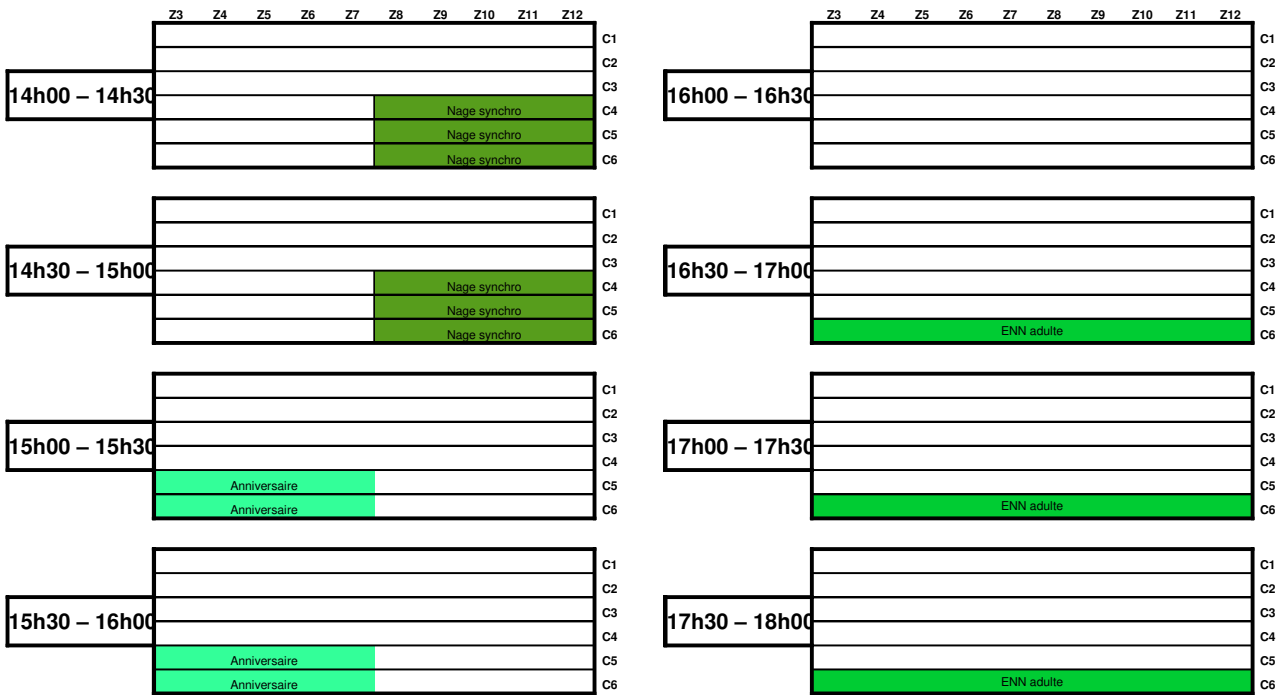 Z3 Z4 Z5 Z6 Z7 Z8 Z9 Z10 Z11 Z12
14h00 – 14h30
C1
C2
C3
Nage synchro C4
Nage synchro C5
Nage synchro C6
14h30 – 15h00
C1
C2
C3
Nage synchro C4
Nage synchro C5
Nage synchro C6
15h00 – 15h30
C1
C2
C3
C4
Anniversaire C5
Anniversaire C6
15h30 – 16h00
C1
C2
C3
C4
Anniversaire C5
Anniversaire C6
Z3 Z4 Z5 Z6 Z7 Z8 Z9 Z10 Z11 Z12
16h00 – 16h30
C1
C2
C3
C4
C5
C6
16h30 – 17h00
C1
C2
C3
C4
C5
ENN adulte C6
17h00 – 17h30
C1
C2
C3
C4
C5
ENN adulte C6
17h30 – 18h00
C1
C2
C3
C4
C5
ENN adulte C6